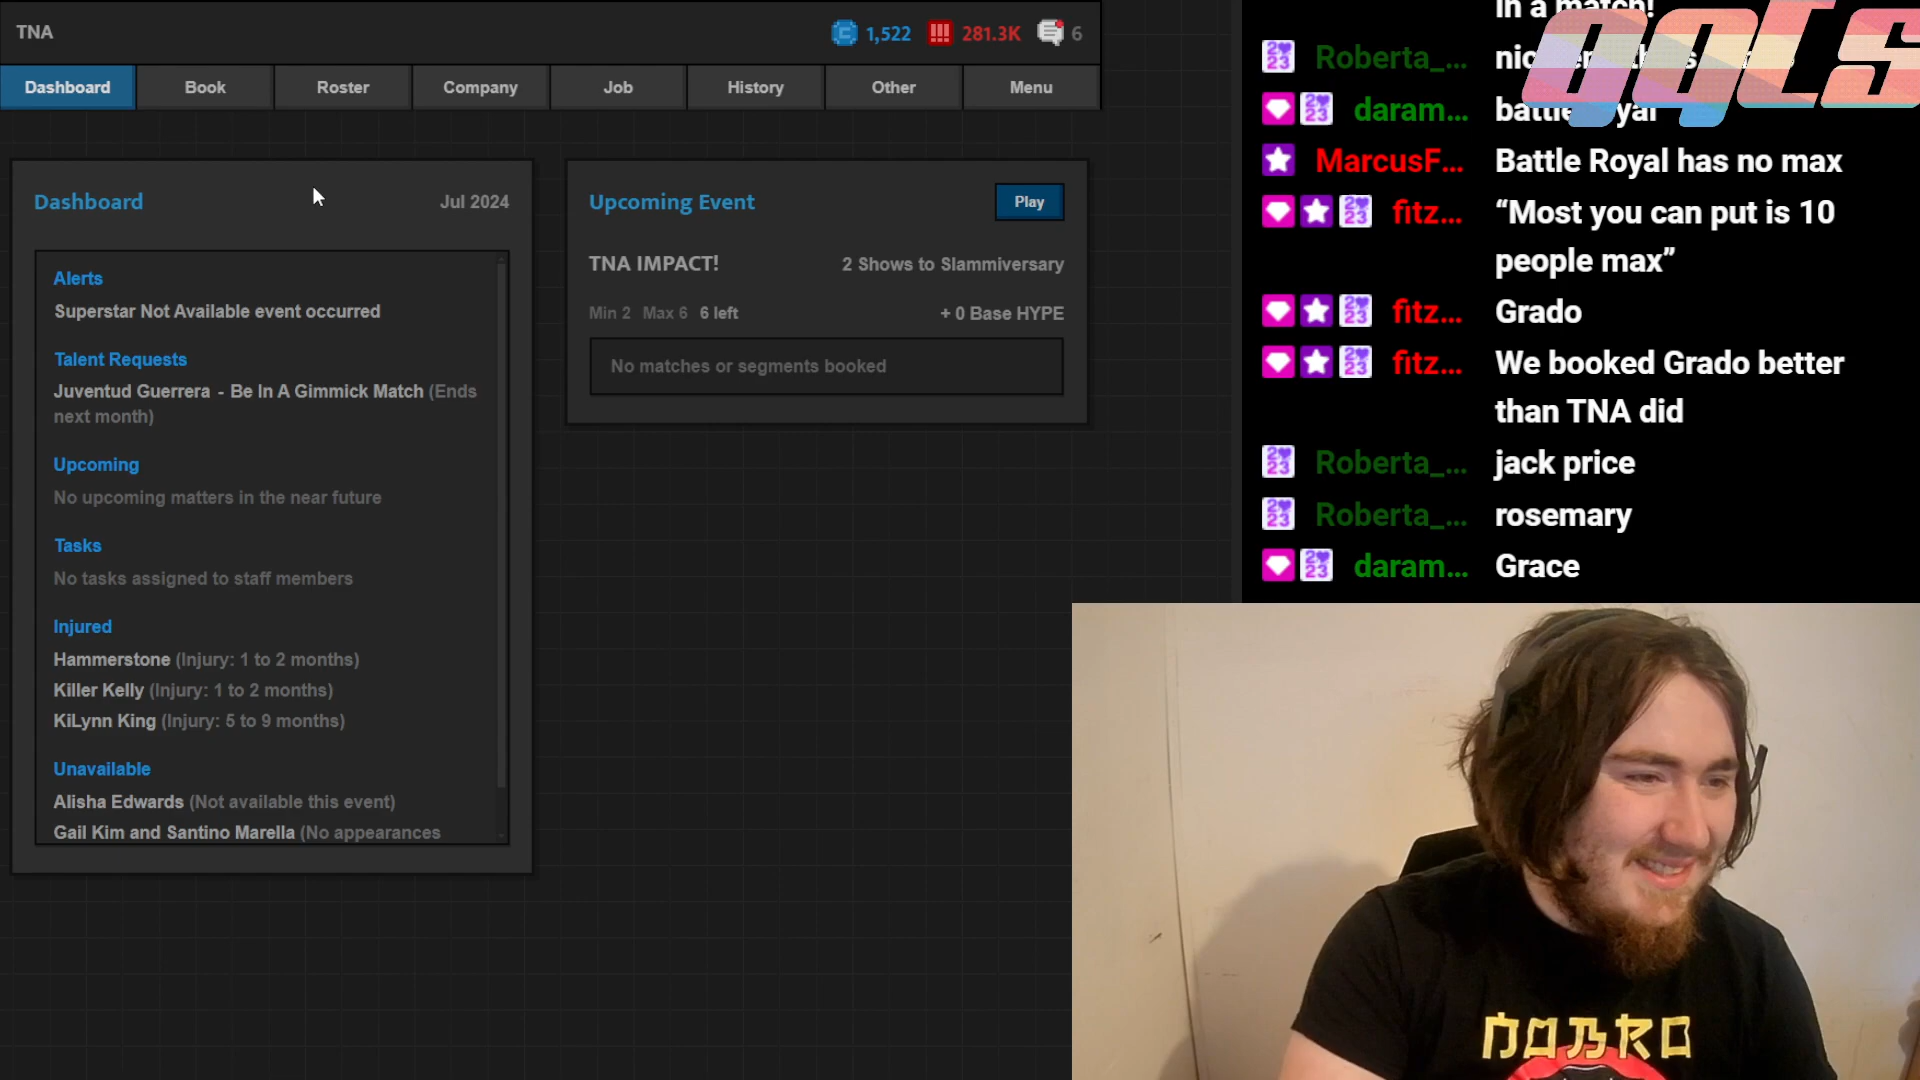 TNA
1,522
281.3K
6
Dashboard
Book
Roster
Company
Job
History
Other
Menu
Dashboard
Jul 2024
Alerts
Superstar Not Available event occurred
Talent Requests
Juventud Guerrera - Be In A Gimmick Match (Ends
next month)
Upcoming
No upcoming matters in the near future
Tasks
No tasks assigned to staff members
Injured
Hammerstone (Injury: 1 to 2 months)
Killer Kelly (Injury: 1 to 2 months)
KiLynn King (Injury: 5 to 9 months)
Unavailable
Alisha Edwards (Not available this event)
Gail Kim and Santino Marella (No appearances
Upcoming Event
Play
TNA IMPACT!
2 Shows to Slammiversary
Min 2 Max 6 6 left
+ 0 Base HYPE
No matches or segments booked
in a match!
Roberta_...
daram...
MarcusF... Battle Royal has no max
fitz... “Most you can put is 10
people max”
fitz... Grado
fitz... We booked Grado better
than TNA did
Roberta_... jack price
Roberta_... rosemary
daram... Grace